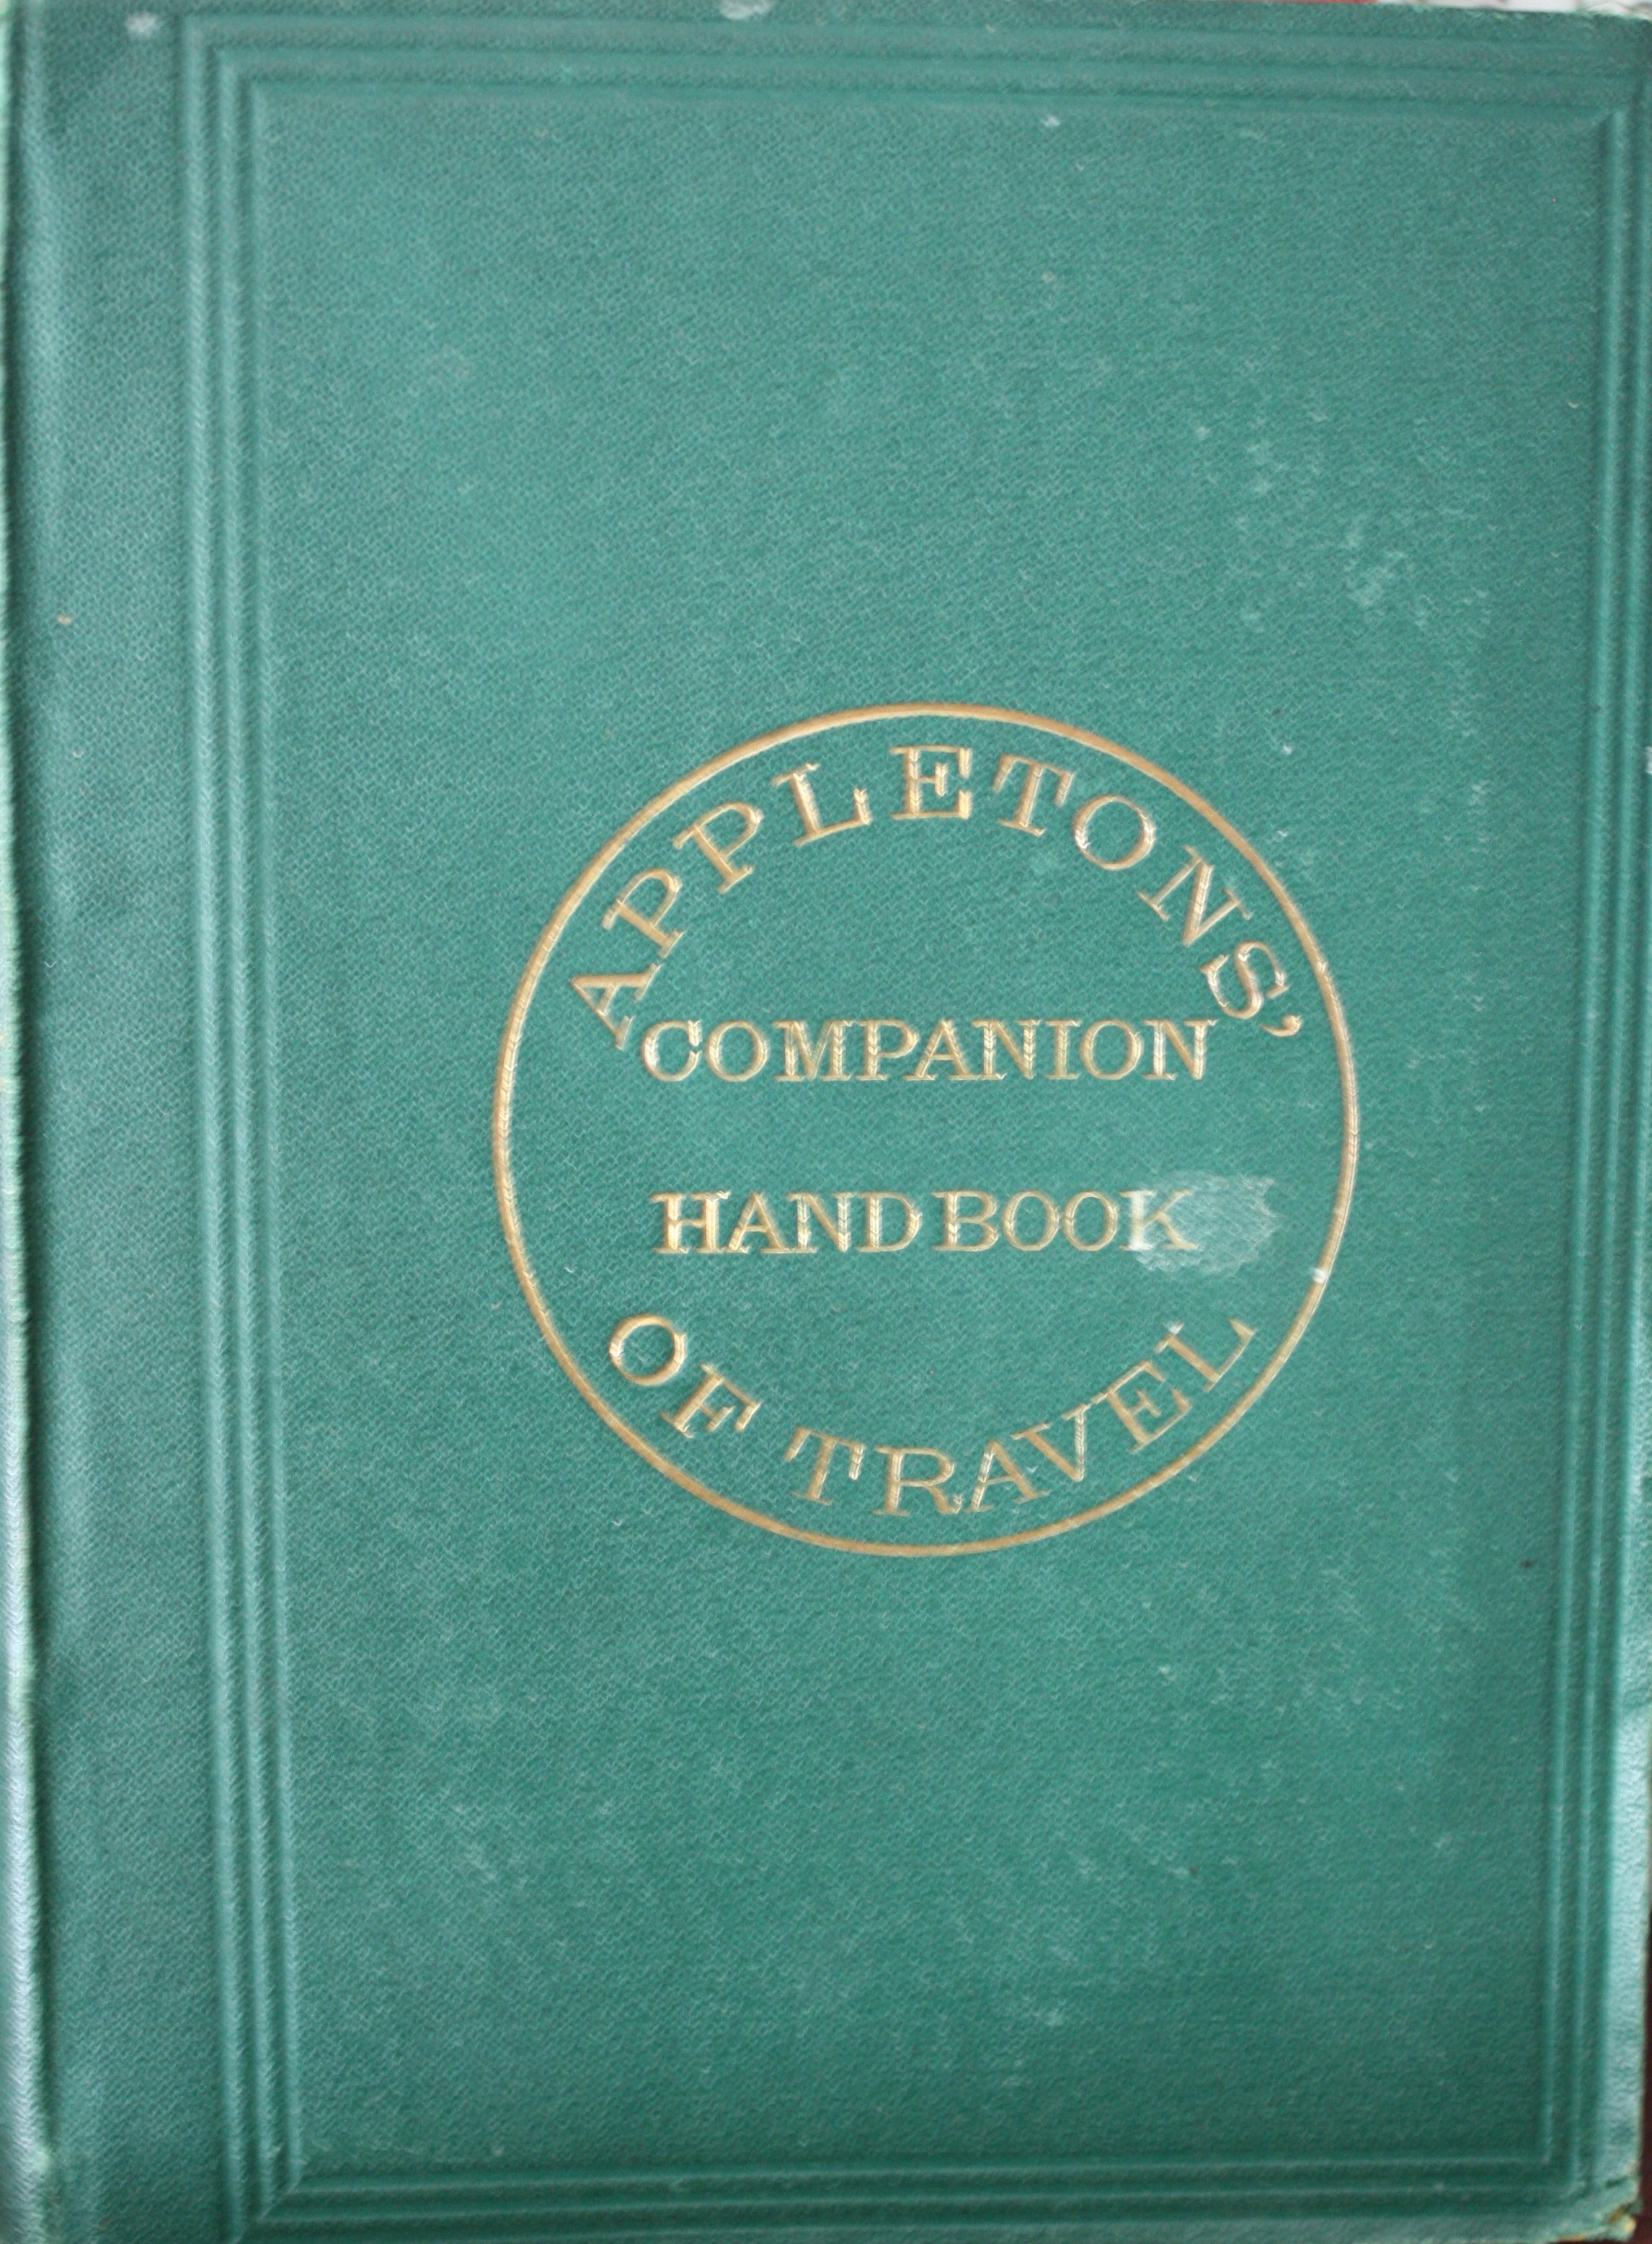 APPLETONS'
COMPANION
HAND BOOK
OF TRAVEL